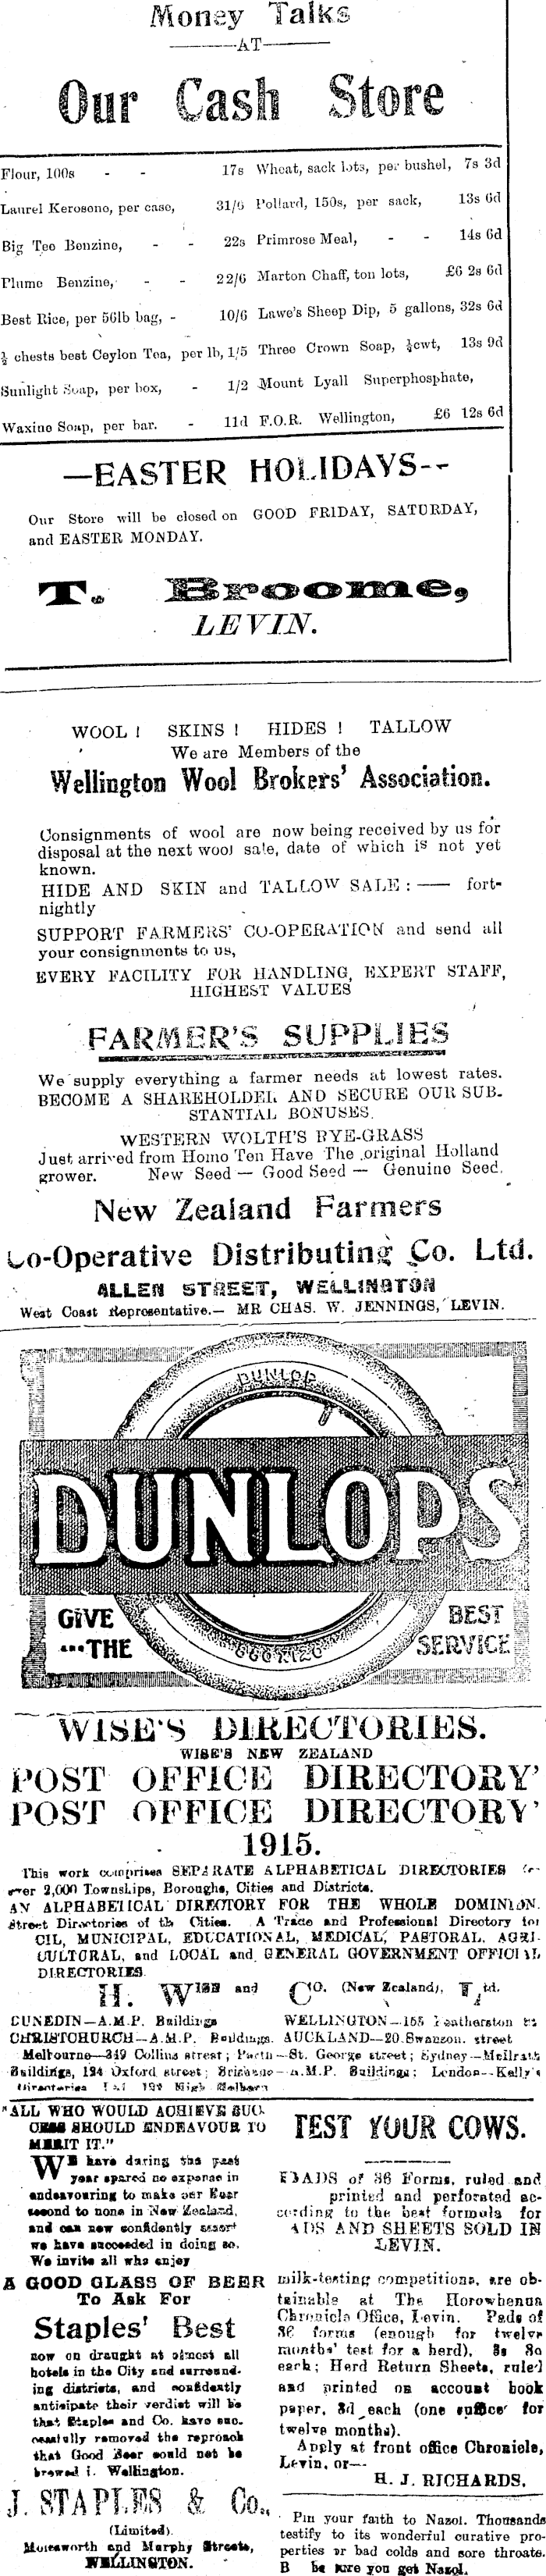 Money Talks
AT
Our Cash Store
Flour, 100s - - 17s
Laurel Kerosene, per case, 31/6
Big Tee Benzine, - - 22s
Plume Benzine, - - 22/6
Best Rice, per 56lb bag, - 10/6
½ chests best Ceylon Tea, per lb, 1/5
Sunlight Soap, per box, - 1/2
Waxine Soap, per bar. - 11d
Wheat, sack lots, per bushel, 7s 3d
Pollard, 150s, per sack, 13s 6d
Primrose Meal, - - 14s 6d
Marton Chaff, ton lots, £6 2s 6d
Lawe's Sheep Dip, 5 gallons, 32s 6d
Three Crown Soap, ¼cwt, 13s 9d
Mount Lyall Superphosphate,
F.O.R. Wellington, £6 12s 6d
—EASTER HOLIDAYS--
Our Store will be closed on GOOD FRIDAY, SATURDAY,
and EASTER MONDAY.
T. Broome,
LEVIN.
WOOL ! SKINS ! HIDES ! TALLOW
We are Members of the
Wellington Wool Brokers' Association.
Consignments of wool are now being received by us for
disposal at the next wool sale, date of which is not yet
known.
HIDE AND SKIN and TALLOW SALE : —— fort-
nightly
SUPPORT FARMERS' CO-OPERATION and send all
your consignments to us,
EVERY FACILITY FOR HANDLING, EXPERT STAFF,
HIGHEST VALUES
FARMER'S SUPPLIES
We supply everything a farmer needs at lowest rates.
BECOME A SHAREHOLDER AND SECURE OUR SUB-
STANTIAL BONUSES.
WESTERN WOLTH'S RYE-GRASS
Just arrived from Homo Ten Have The original Holland
grower. New Seed — Good Seed — Genuine Seed.
New Zealand Farmers
Co-Operative Distributing Co. Ltd.
ALLEN STREET, WELLINGTON
West Coast Representative.— MR CHAS. W. JENNINGS, LEVIN.
DUNLOP
DUNLOPS
GIVE
...THE
BEST
SERVICE
WISE'S DIRECTORIES.
WISE'S NEW ZEALAND
POST OFFICE DIRECTORY
POST OFFICE DIRECTORY
1915.
This work comprises SEPARATE ALPHABETICAL DIRECTORIES for
over 2,000 Townships, Boroughs, Cities and Districts.
AN ALPHABETICAL DIRECTORY FOR THE WHOLE DOMINION.
Street Directories of the Cities. A Trade and Professional Directory for
CIL, MUNICIPAL, EDUCATIONAL, MEDICAL, PASTORAL, AGRI-
CULTURAL, and LOCAL and GENERAL GOVERNMENT OFFICIAL
DIRECTORIES.
H. WISE and CO. (New Zealand), Ltd.
DUNEDIN—A.M.P. Buildings WELLINGTON—155 Featherston St
CHRISTCHURCH—A.M.P. Buildings. AUCKLAND—20 Swanson street
Melbourne—349 Collins street; Perth—St. George street; Sydney—McIlrath
Buildings, 194 Oxford street; Brisbane—A.M.P. Buildings; London—Kelly's
Directories Ltd High Holborn
"ALL WHO WOULD ACHIEVE SUC-
CESS SHOULD ENDEAVOUR TO
MERIT IT."
WE have during the past
year spared no expense in
endeavouring to make our Beer
second to none in New Zealand,
and can now confidently assert
we have succeeded in doing so.
We invite all who enjoy
A GOOD GLASS OF BEER
To Ask For
Staples' Best
now on draught at almost all
hotels in the City and surround-
ing districts, and confidently
antisipate their verdist will be
that Staples and Co. have suc-
cessfully removed the reproach
that Good Beer could not be
brewed i. Wellington.
J. STAPLES & Co.,
(Limited).
Molesworth and Murphy Streets,
WELLINGTON.
TEST YOUR COWS.
PADS of 36 Forms, ruled and
printed and perforated ac-
cording to the best formula for
ADS AND SHEETS SOLD IN
LEVIN.
milk-testing competitions, are ob-
tainable at The Horowhenua
Chronicle Office, Levin. Pads of
36 forms (enough for twelve
months' test for a herd), 3s 8o
each; Herd Return Sheets, ruled
and printed on account book
paper, 3d each (one suffice for
twelve months).
Apply at front office Chroniele,
Levin, or—
H. J. RICHARDS.
Pin your faith to Nazol. Thousands
testify to its wonderful curative pro-
perties or bad colds and sore throats.
B be sure you get Nazol.